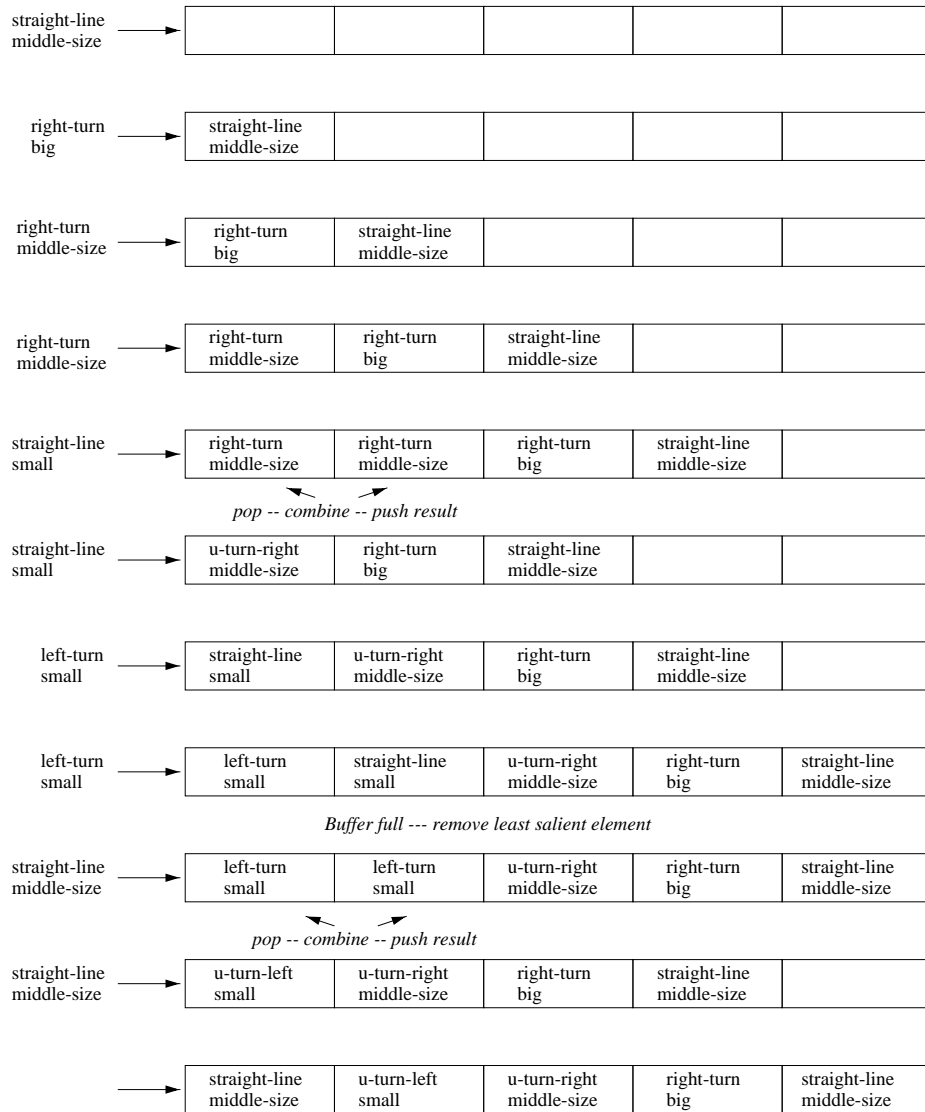 straight-line
middle-size
right-turn
big
straight-line
middle-size
right-turn
middle-size
right-turn
big
straight-line
middle-size
right-turn
middle-size
right-turn
middle-size
right-turn
big
straight-line
middle-size
straight-line
small
right-turn
middle-size
right-turn
middle-size
right-turn
big
straight-line
middle-size
pop -- combine -- push result
straight-line
small
u-turn-right
middle-size
right-turn
big
straight-line
middle-size
left-turn
small
straight-line
small
u-turn-right
middle-size
right-turn
big
straight-line
middle-size
left-turn
small
left-turn
small
straight-line
small
u-turn-right
middle-size
right-turn
big
straight-line
middle-size
Buffer full --- remove least salient element
straight-line
middle-size
left-turn
small
left-turn
small
u-turn-right
middle-size
right-turn
big
straight-line
middle-size
pop -- combine -- push result
straight-line
middle-size
u-turn-left
small
u-turn-right
middle-size
right-turn
big
straight-line
middle-size
straight-line
middle-size
u-turn-left
small
u-turn-right
middle-size
right-turn
big
straight-line
middle-size